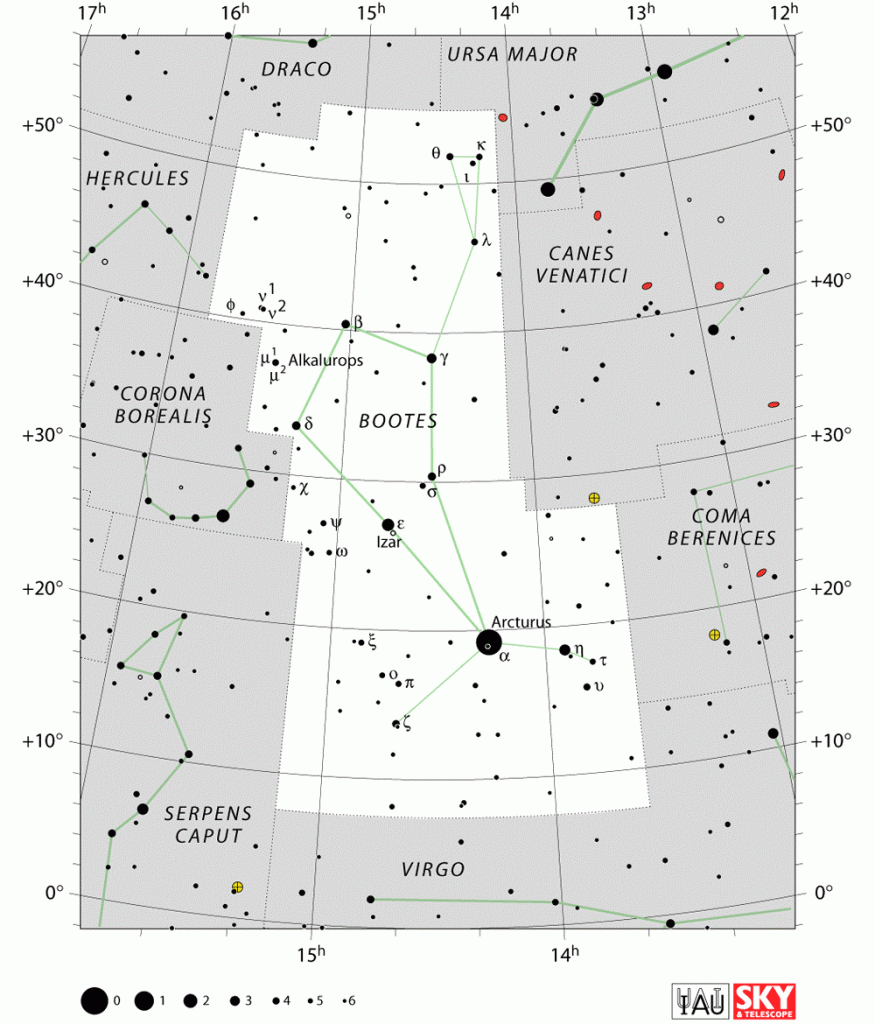 17h 16h 15h 14h 13h 12h
DRACO
URSA MAJOR
+50° +50°
θ κ
ι
HERCULES
λ
CANES
VENATICI
+40° +40°
φ ν1
ν2
β
γ
μ1 Alkalurops
μ2
CORONA
BOREALIS
BOOTES
δ
+30° +30°
ρ
σ
χ
COMA
BERENICES
ψ ε
Izar
ω
+20° +20°
Arcturus
ξ α η
τ
ο π υ
ζ
+10° +10°
SERPENS
CAPUT
VIRGO
0° 0°
15h 14h
0 1 2 3 4 5 6
IAU
SKY
& TELESCOPE